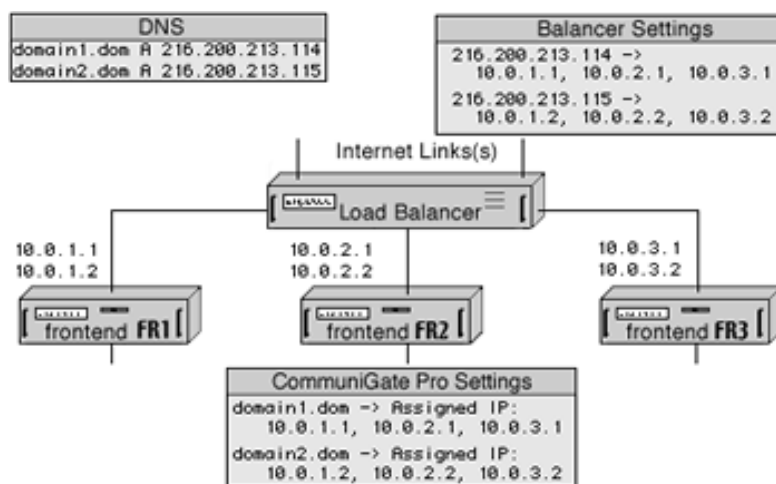 DNS
domain1.dom A 216.200.213.114
domain2.dom A 216.200.213.115
Balancer Settings
216.200.213.114 ->
10.0.1.1, 10.0.2.1, 10.0.3.1
216.200.213.115 ->
10.0.1.2, 10.0.2.2, 10.0.3.2
Internet Links(s)
Load Balancer
10.0.1.1
10.0.1.2
10.0.2.1
10.0.2.2
10.0.3.1
10.0.3.2
frontend FR1
frontend FR2
frontend FR3
CommuniGate Pro Settings
domain1.dom -> Assigned IP:
10.0.1.1, 10.0.2.1, 10.0.3.1
domain2.dom -> Assigned IP:
10.0.1.2, 10.0.2.2, 10.0.3.2